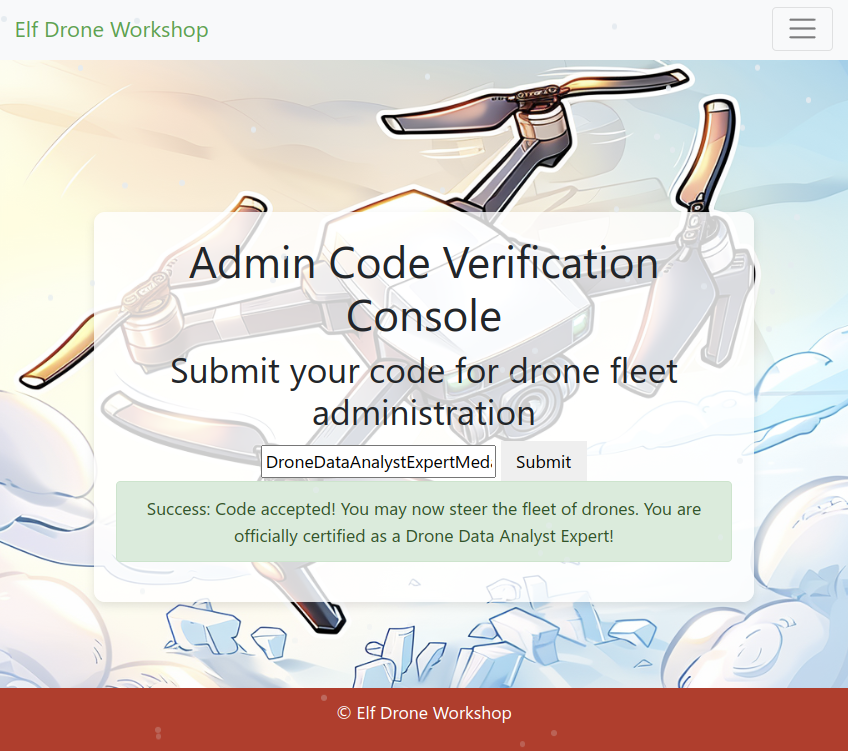 Elf Drone Workshop
Admin Code Verification
Console
Submit your code for drone fleet
administration
DroneDataAnalystExpertMed
Submit
Success: Code accepted! You may now steer the fleet of drones. You are
officially certified as a Drone Data Analyst Expert!
© Elf Drone Workshop